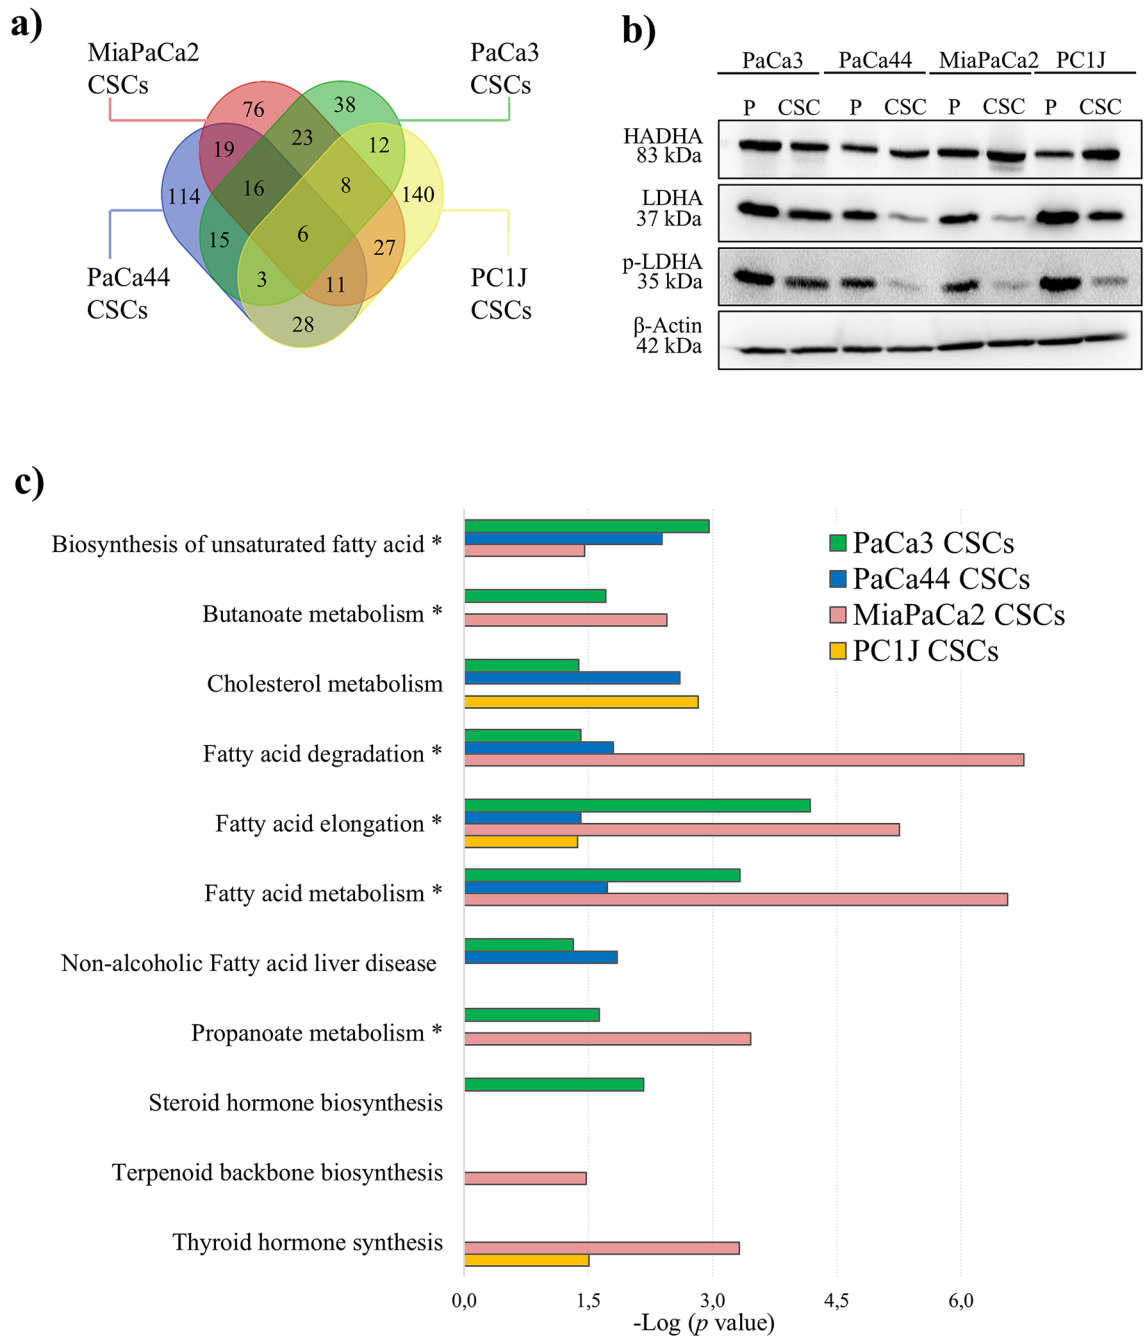 a)
MiaPaCa2
CSCs
PaCa3
CSCs
76
38
19
23
12
114
16
8
140
15
6
27
3
11
28
PaCa44
CSCs
PC1J
CSCs
b)
PaCa3 PaCa44 MiaPaCa2 PC1J
P CSC P CSC P CSC P CSC
HADHA
83 kDa
LDHA
37 kDa
p-LDHA
35 kDa
β-Actin
42 kDa
c)
Biosynthesis of unsaturated fatty acid *
Butanoate metabolism *
Cholesterol metabolism
Fatty acid degradation *
Fatty acid elongation *
Fatty acid metabolism *
Non-alcoholic Fatty acid liver disease
Propanoate metabolism *
Steroid hormone biosynthesis
Terpenoid backbone biosynthesis
Thyroid hormone synthesis
PaCa3 CSCs
PaCa44 CSCs
MiaPaCa2 CSCs
PC1J CSCs
0,0 1,5 3,0 4,5 6,0
-Log (p value)